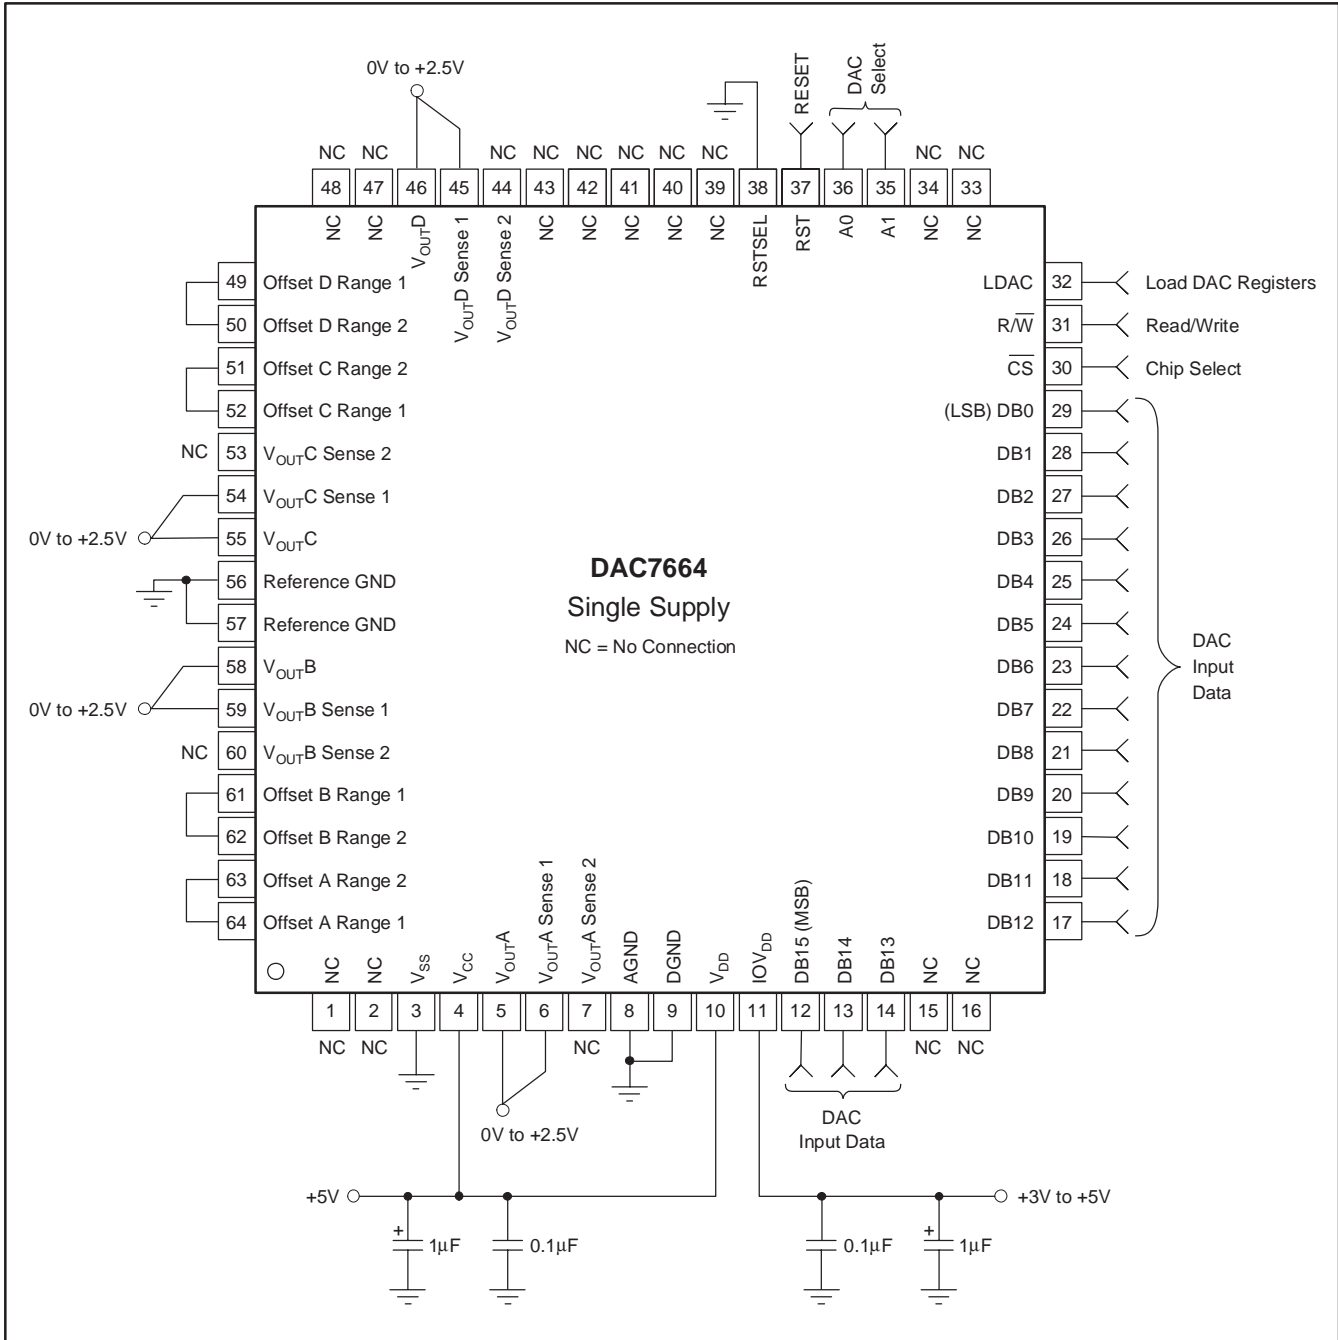 0V to +2.5V
RESET
DAC
Select
NC NC NC NC NC NC NC NC NC NC
48 47 46 45 44 43 42 41 40 39 38 37 36 35 34 33
NC
NC
VOUTD
VOUTD Sense 1
VOUTD Sense 2
NC
NC
NC
NC
NC
RSTSEL
RST
A0
A1
NC
NC
49 Offset D Range 1
50 Offset D Range 2
51 Offset C Range 2
52 Offset C Range 1
NC 53 VOUTC Sense 2
54 VOUTC Sense 1
0V to +2.5V 55 VOUTC
56 Reference GND
57 Reference GND
58 VOUTB
0V to +2.5V 59 VOUTB Sense 1
NC 60 VOUTB Sense 2
61 Offset B Range 1
62 Offset B Range 2
63 Offset A Range 2
64 Offset A Range 1
DAC7664
Single Supply
NC = No Connection
LDAC 32 Load DAC Registers
R/W̅ 31 Read/Write
C̅S̅ 30 Chip Select
(LSB) DB0 29
DB1 28
DB2 27
DB3 26
DB4 25
DB5 24
DB6 23
DB7 22
DB8 21
DB9 20
DB10 19
DB11 18
DB12 17
DAC
Input
Data
NC
NC
VSS
VCC
VOUTA
VOUTA Sense 1
VOUTA Sense 2
AGND
DGND
VDD
IOVDD
DB15 (MSB)
DB14
DB13
NC
NC
1 2 3 4 5 6 7 8 9 10 11 12 13 14 15 16
NC NC NC NC NC
0V to +2.5V
DAC
Input Data
+5V
+3V to +5V
+ 1µF
0.1µF
0.1µF
+ 1µF